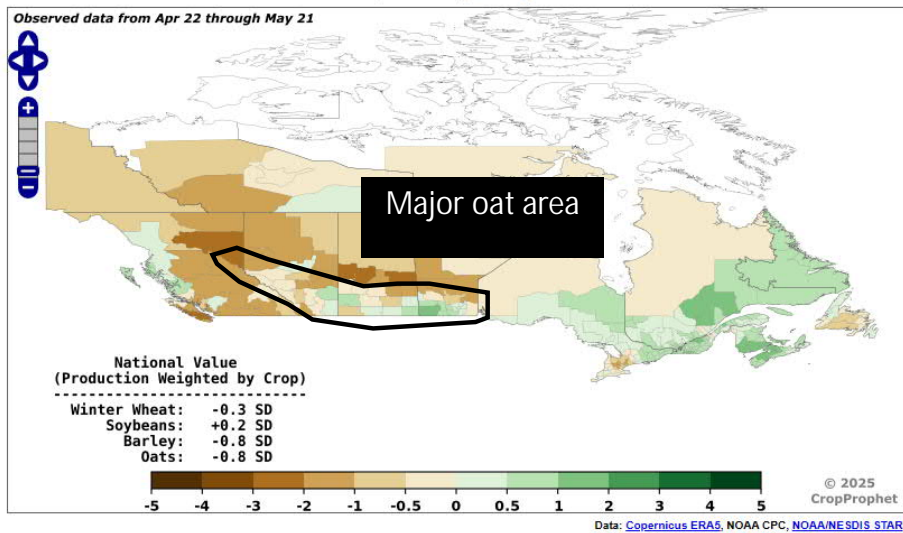 Observed data from Apr 22 through May 21
Major oat area
National Value
(Production Weighted by Crop)
------------------------------
Winter Wheat: -0.3 SD
Soybeans: +0.2 SD
Barley: -0.8 SD
Oats: -0.8 SD
-5 -4 -3 -2 -1 -0.5 0 0.5 1 2 3 4 5
© 2025
CropProphet
Data: Copernicus ERA5, NOAA CPC, NOAA/NESDIS STAR